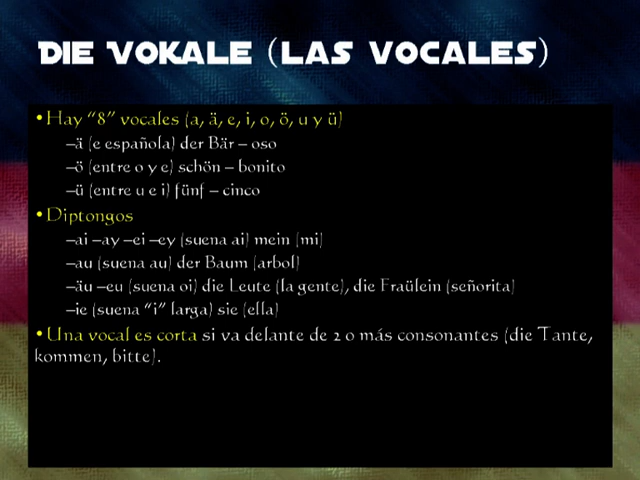 Die Vokale (Las vocales)
•Hay “8” vocales (a, ä, e, i, o, ö, u y ü)
–ä (e española) der Bär – oso
–ö (entre o y e) schön – bonito
–ü (entre u e i) fünf – cinco
•Diptongos
–ai –ay –ei –ey (suena ai) mein (mi)
–au (suena au) der Baum (arbol)
–äu –eu (suena oi) die Leute (la gente), die Fraülein (señorita)
–ie (suena “i” larga) sie (ella)
•Una vocal es corta si va delante de 2 o más consonantes (die Tante,
kommen, bitte).